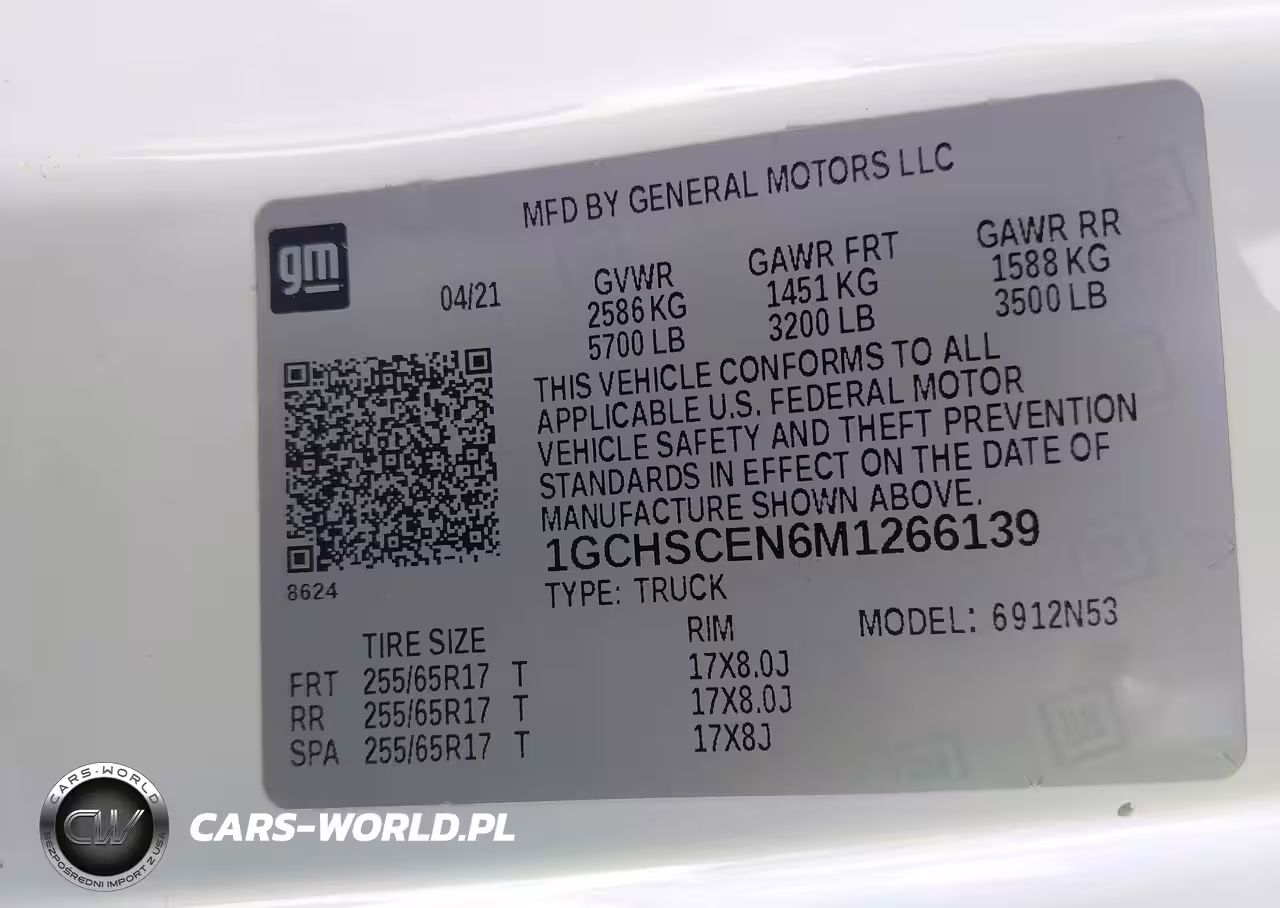 MFD BY GENERAL MOTORS LLC
gm
04/21
GVWR GAWR FRT GAWR RR
2586 KG 1451 KG 1588 KG
5700 LB 3200 LB 3500 LB
THIS VEHICLE CONFORMS TO ALL
APPLICABLE U.S. FEDERAL MOTOR
VEHICLE SAFETY AND THEFT PREVENTION
STANDARDS IN EFFECT ON THE DATE OF
MANUFACTURE SHOWN ABOVE.
1GCHSCEN6M1266139
8624
TYPE: TRUCK
MODEL: 6912N53
TIRE SIZE RIM
FRT 255/65R17 T 17X8.0J
RR 255/65R17 T 17X8.0J
SPA 255/65R17 T 17X8J
CARS-WORLD
CW
BEZPOŚREDNI IMPORT Z USA
CARS-WORLD.PL